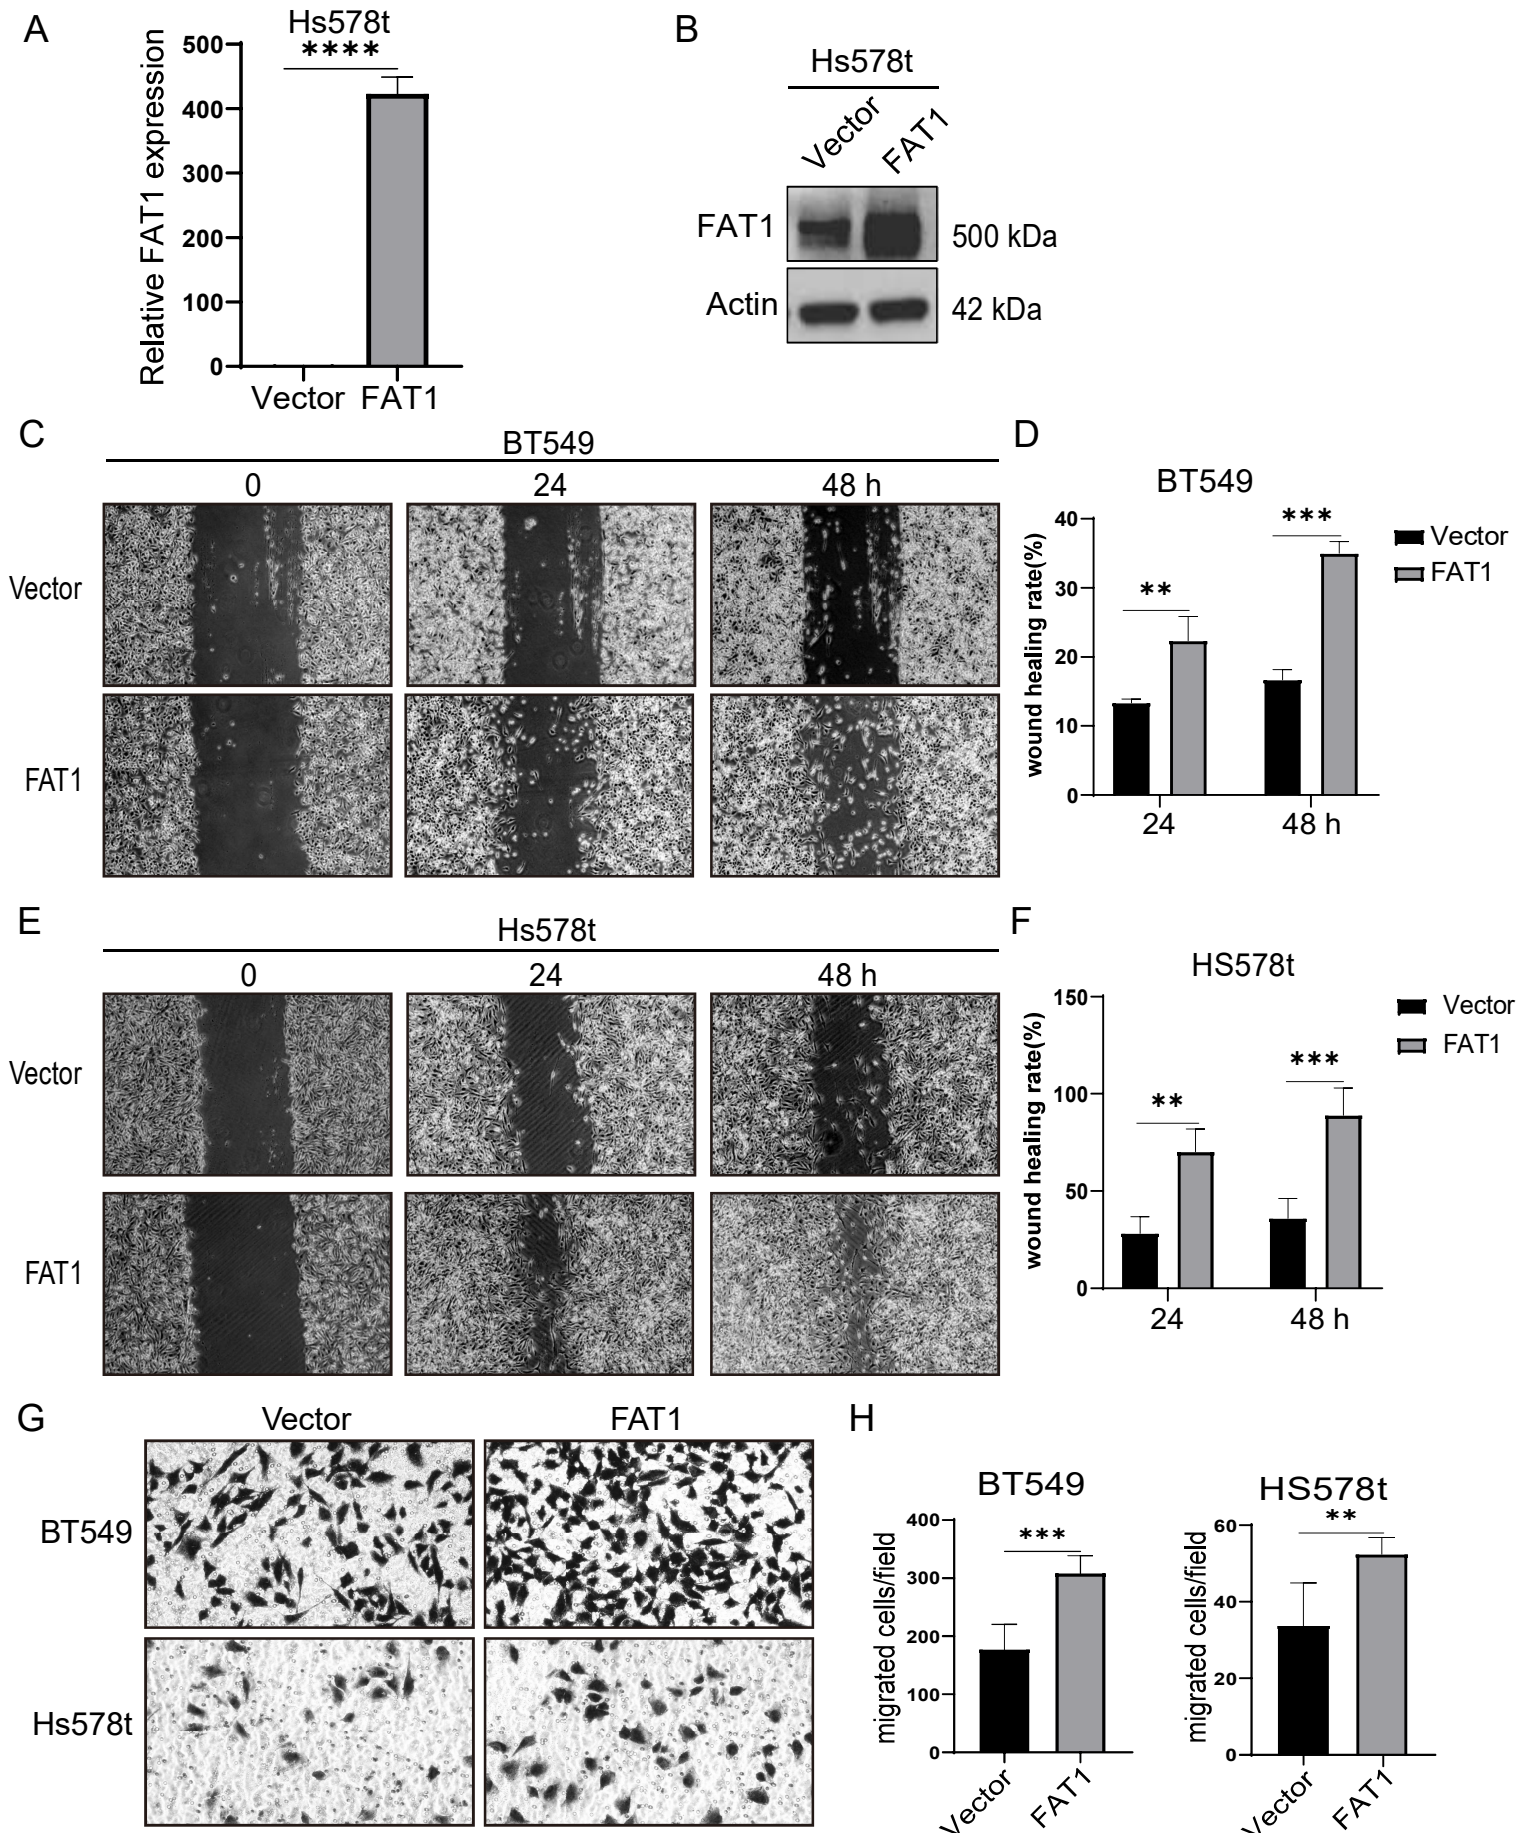 A
Hs578t
****
Relative FAT1 expression
500
400
300
200
100
0
Vector FAT1
B
Hs578t
Vector
FAT1
FAT1
500 kDa
Actin
42 kDa
C
BT549
0 24 48 h
Vector
FAT1
D
BT549
wound healing rate(%)
40
30
20
10
0
**
***
24 48 h
Vector
FAT1
E
Hs578t
0 24 48 h
Vector
FAT1
F
HS578t
wound healing rate(%)
150
100
50
0
**
***
24 48 h
Vector
FAT1
G
Vector FAT1
BT549
Hs578t
H
BT549
***
migrated cells/field
400
300
200
100
0
Vector
FAT1
HS578t
**
migrated cells/field
60
40
20
0
Vector
FAT1